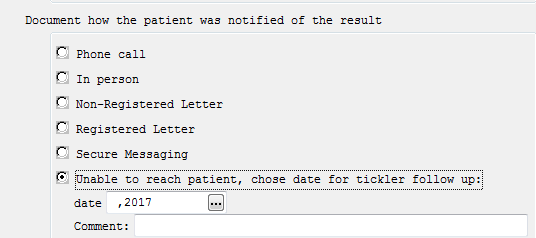 Document how the patient was notified of the result
Phone call
In person
Non-Registered Letter
Registered Letter
Secure Messaging
Unable to reach patient, chose date for tickler follow up:
date ,2017 ...
Comment: